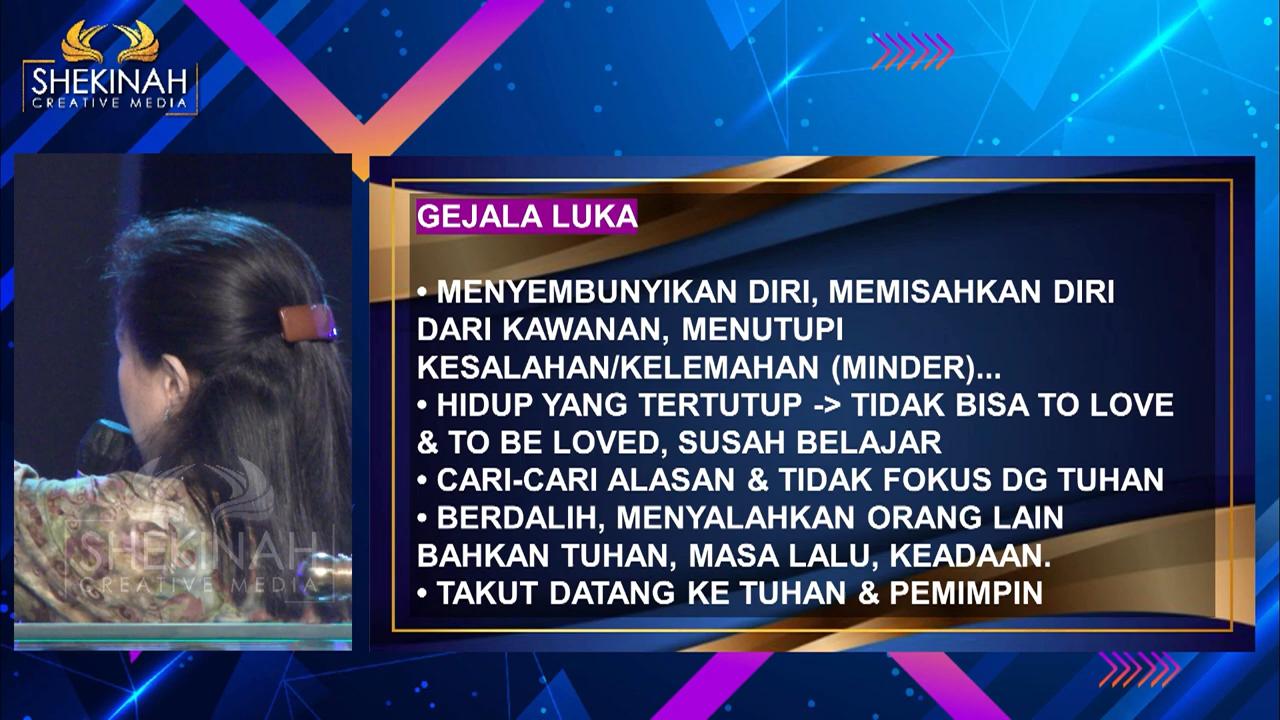 SHEKINAH
CREATIVE MEDIA
GEJALA LUKA
• MENYEMBUNYIKAN DIRI, MEMISAHKAN DIRI
DARI KAWANAN, MENUTUPI
KESALAHAN/KELEMAHAN (MINDER)...
• HIDUP YANG TERTUTUP -> TIDAK BISA TO LOVE
& TO BE LOVED, SUSAH BELAJAR
• CARI-CARI ALASAN & TIDAK FOKUS DG TUHAN
• BERDALIH, MENYALAHKAN ORANG LAIN
BAHKAN TUHAN, MASA LALU, KEADAAN.
• TAKUT DATANG KE TUHAN & PEMIMPIN
SHEKINAH
CREATIVE MEDIA